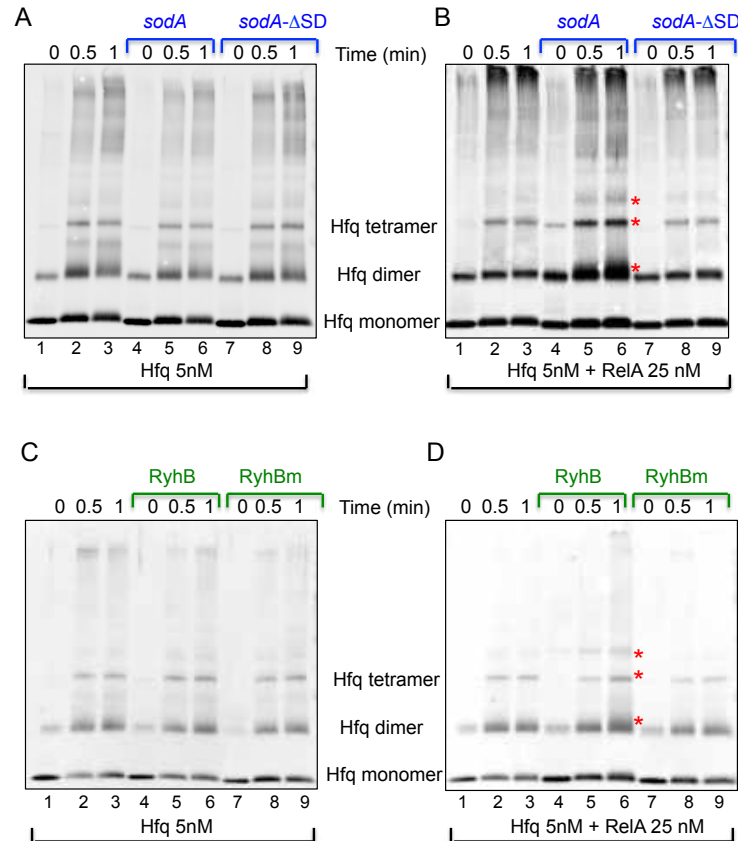 A
sodA
sodA-ΔSD
0 0.5 1 0 0.5 1 0 0.5 1
Time (min)
B
sodA
sodA-ΔSD
0 0.5 1 0 0.5 1 0 0.5 1
*
Hfq tetramer
*
Hfq dimer
*
Hfq monomer
1 2 3 4 5 6 7 8 9
Hfq 5nM
1 2 3 4 5 6 7 8 9
Hfq 5nM + RelA 25 nM
C
RyhB
RyhBm
0 0.5 1 0 0.5 1 0 0.5 1
Time (min)
D
RyhB
RyhBm
0 0.5 1 0 0.5 1 0 0.5 1
*
Hfq tetramer
*
Hfq dimer
*
Hfq monomer
1 2 3 4 5 6 7 8 9
Hfq 5nM
1 2 3 4 5 6 7 8 9
Hfq 5nM + RelA 25 nM